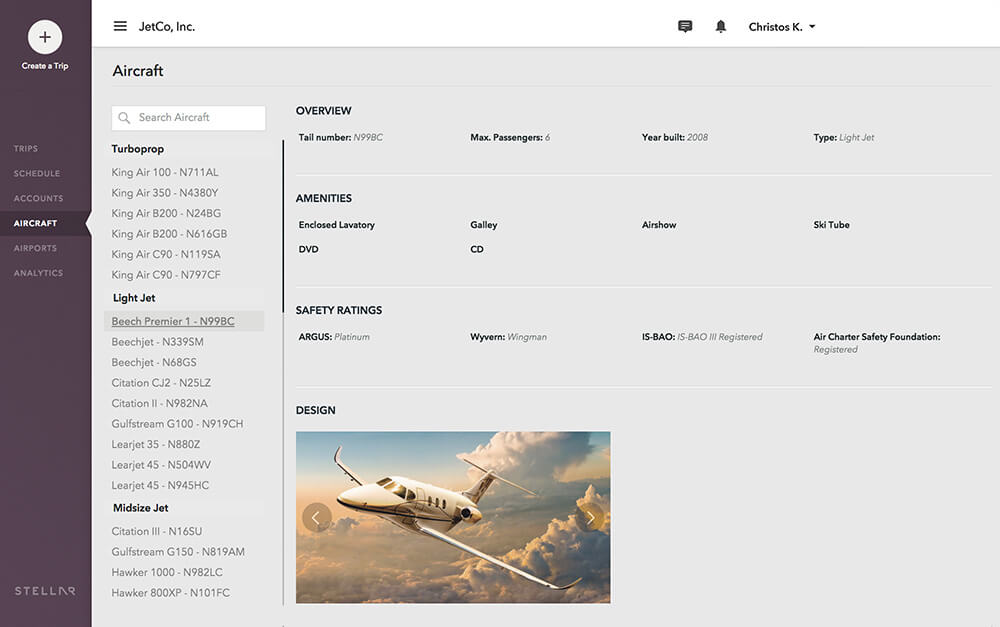 JetCo, Inc.
Christos K.
Create a Trip
TRIPS
SCHEDULE
ACCOUNTS
AIRCRAFT
AIRPORTS
ANALYTICS
STELLAR
Aircraft
Search Aircraft
Turboprop
King Air 100 - N711AL
King Air 350 - N4380Y
King Air B200 - N24BG
King Air B200 - N616GB
King Air C90 - N119SA
King Air C90 - N797CF
Light Jet
Beech Premier 1 - N99BC
Beechjet - N339SM
Beechjet - N68GS
Citation CJ2 - N25LZ
Citation II - N982NA
Gulfstream G100 - N919CH
Learjet 35 - N880Z
Learjet 45 - N504WV
Learjet 45 - N945HC
Midsize Jet
Citation III - N16SU
Gulfstream G150 - N819AM
Hawker 1000 - N982LC
Hawker 800XP - N101FC
OVERVIEW
Tail number: N99BC Max. Passengers: 6 Year built: 2008 Type: Light Jet
AMENITIES
Enclosed Lavatory Galley Airshow Ski Tube
DVD CD
SAFETY RATINGS
ARGUS: Platinum Wyvern: Wingman IS-BAO: IS-BAO III Registered Air Charter Safety Foundation:
Registered
DESIGN